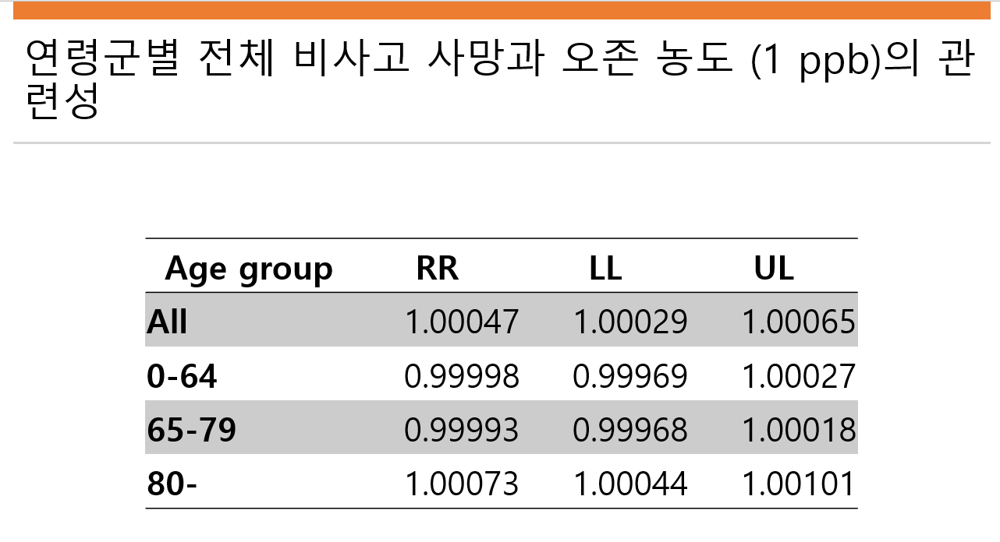 연령군별 전체 비사고 사망과 오존 농도 (1 ppb)의 관
련성
Age group RR LL UL
All 1.00047 1.00029 1.00065
0-64 0.99998 0.99969 1.00027
65-79 0.99993 0.99968 1.00018
80- 1.00073 1.00044 1.00101